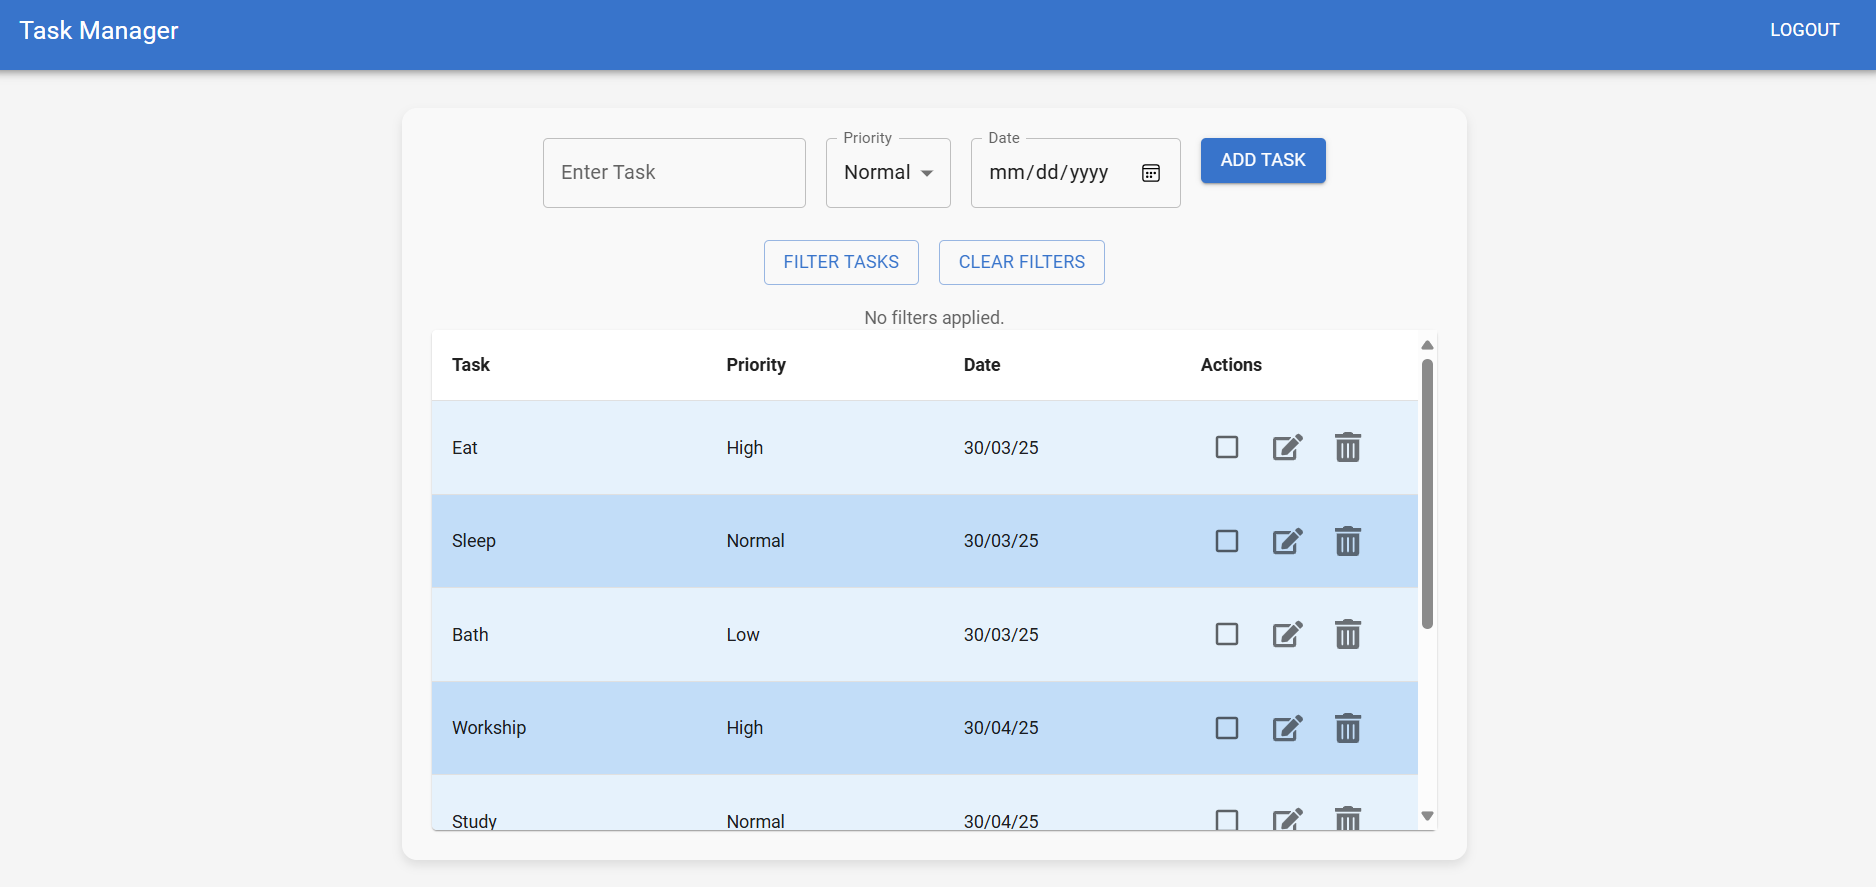 Task Manager
LOGOUT
Priority
Date
Enter Task
Normal
mm/dd/yyyy
ADD TASK
FILTER TASKS
CLEAR FILTERS
No filters applied.
Task Priority Date Actions
Eat High 30/03/25
Sleep Normal 30/03/25
Bath Low 30/03/25
Workship High 30/04/25
Study Normal 30/04/25